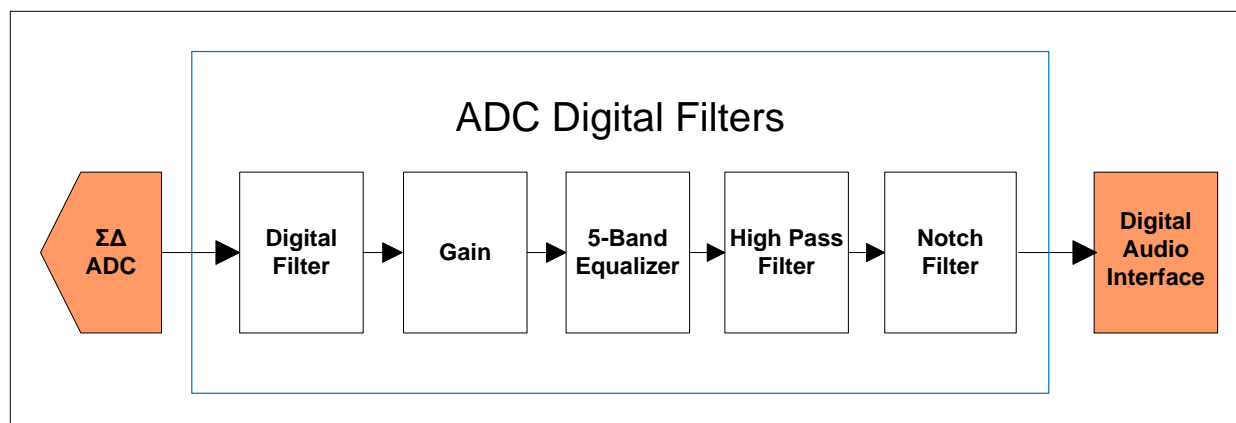 ADC Digital Filters
ΣΔ
ADC
Digital
Filter
Gain
5-Band
Equalizer
High Pass
Filter
Notch
Filter
Digital
Audio
Interface